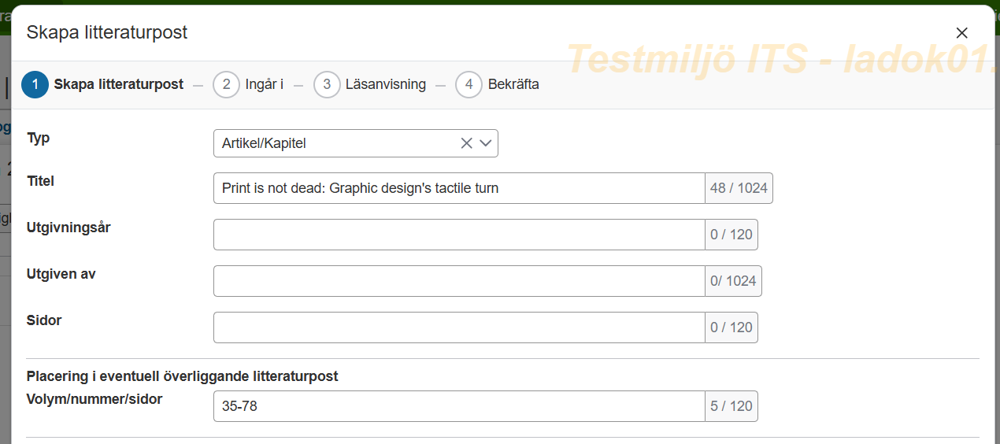 Skapa litteraturpost
Testmiljö ITS - ladok01.
1 Skapa litteraturpost – 2 Ingår i – 3 Läsanvisning – 4 Bekräfta
Typ
Artikel/Kapitel
Titel
Print is not dead: Graphic design's tactile turn 48 / 1024
Utgivningsår
0 / 120
Utgiven av
0/ 1024
Sidor
0 / 120
Placering i eventuell överliggande litteraturpost
Volym/nummer/sidor
35-78 5 / 120